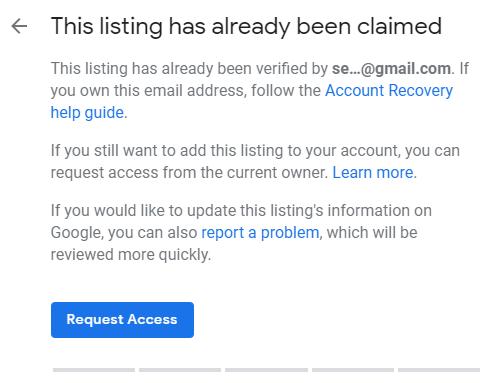 This listing has already been claimed
This listing has already been verified by se...@gmail.com. If
you own this email address, follow the Account Recovery
help guide.
If you still want to add this listing to your account, you can
request access from the current owner. Learn more.
If you would like to update this listing's information on
Google, you can also report a problem, which will be
reviewed more quickly.
Request Access